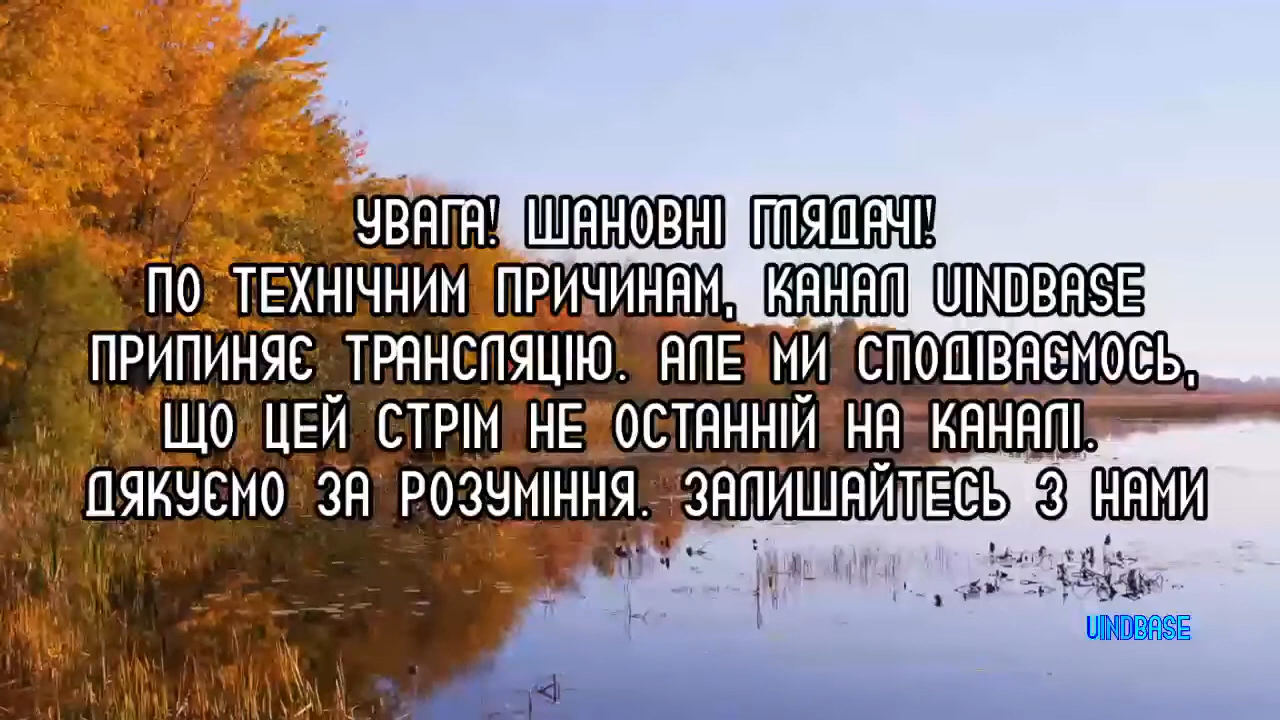 УВАГА! ШАНОВНІ ГЛЯДАЧІ!
ПО ТЕХНІЧНИМ ПРИЧИНАМ, КАНАЛ UINDBASE
ПРИПИНЯЄ ТРАНСЛЯЦІЮ. АЛЕ МИ СПОДІВАЄМОСЬ,
ЩО ЦЕЙ СТРІМ НЕ ОСТАННІЙ НА КАНАЛІ.
ДЯКУЄМО ЗА РОЗУМІННЯ. ЗАЛИШАЙТЕСЬ З НАМИ
UINDBASE